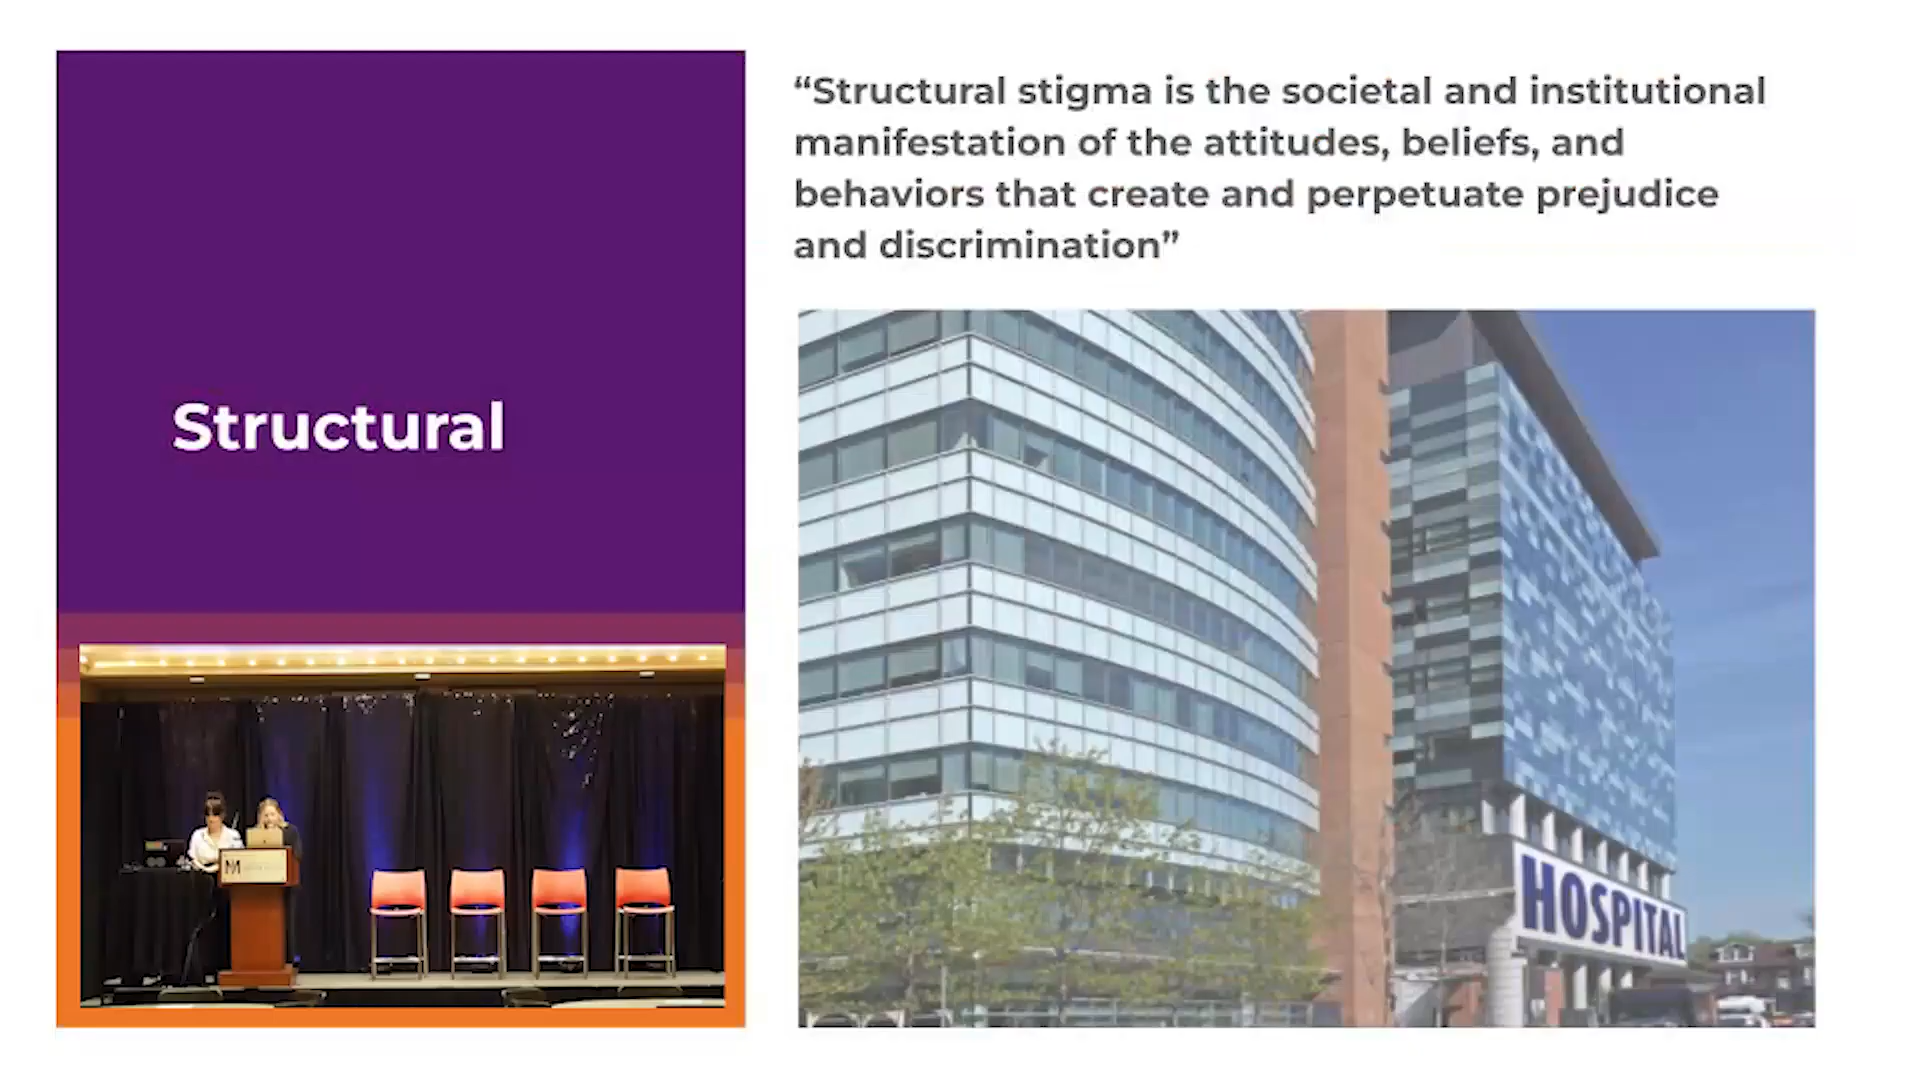 Structural
“Structural stigma is the societal and institutional
manifestation of the attitudes, beliefs, and
behaviors that create and perpetuate prejudice
and discrimination”
HOSPITAL